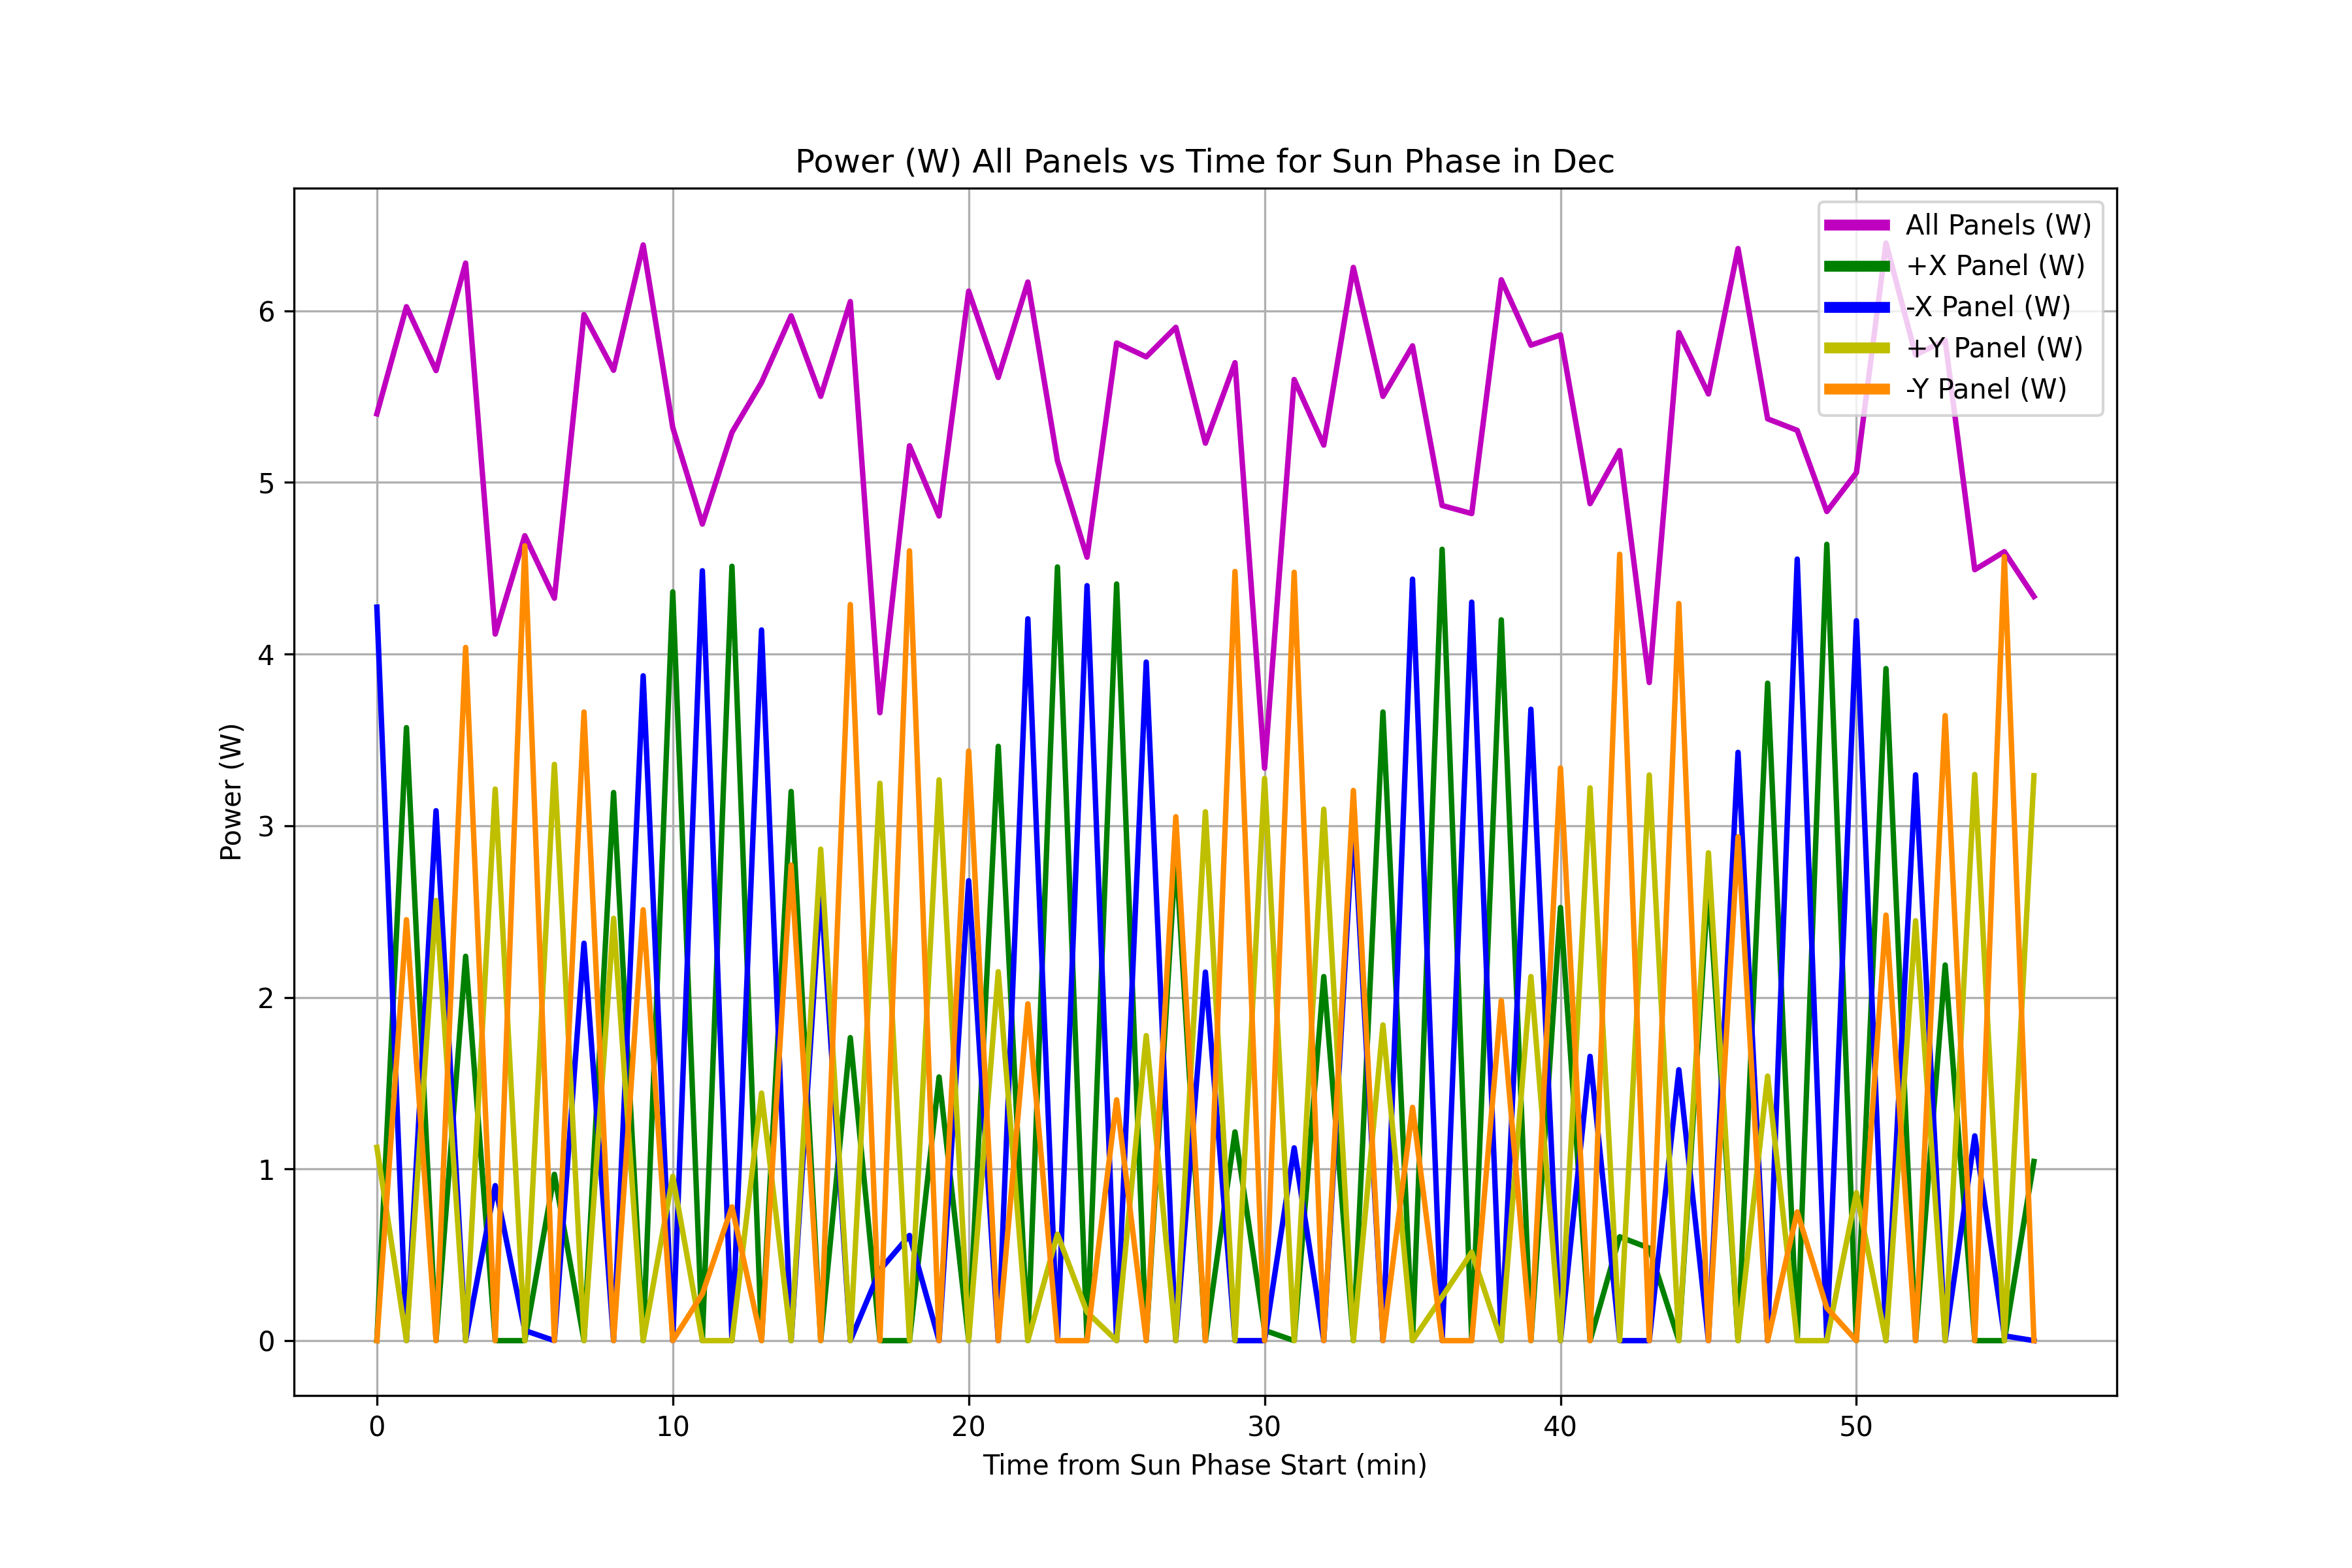 Power (W) All Panels vs Time for Sun Phase in Dec
All Panels (W)
+X Panel (W)
-X Panel (W)
+Y Panel (W)
-Y Panel (W)
Power (W)
6
5
4
3
2
1
0
0 10 20 30 40 50
Time from Sun Phase Start (min)